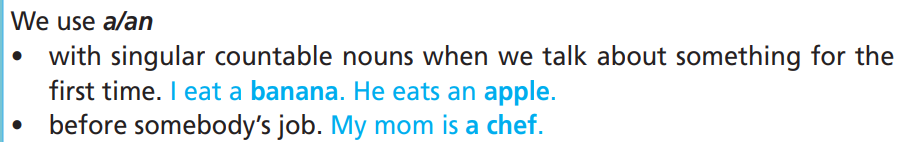 We use a/an
• with singular countable nouns when we talk about something for the
first time. I eat a banana. He eats an apple.
• before somebody’s job. My mom is a chef.